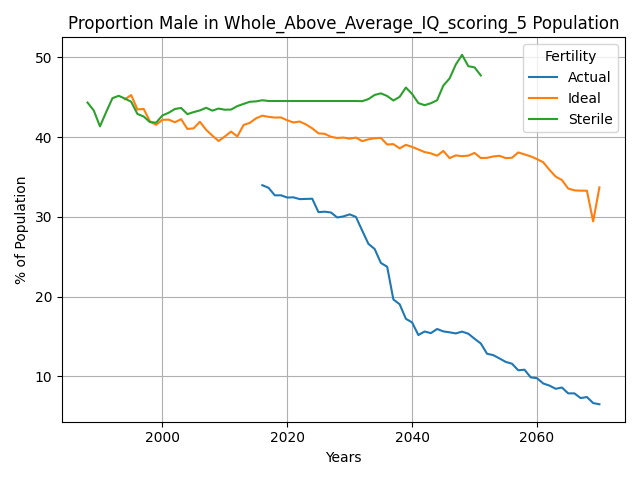 Proportion Male in Whole_Above_Average_IQ_scoring_5 Population
% of Population
50
40
30
20
10
Fertility
Actual
Ideal
Sterile
2000
2020
2040
2060
Years